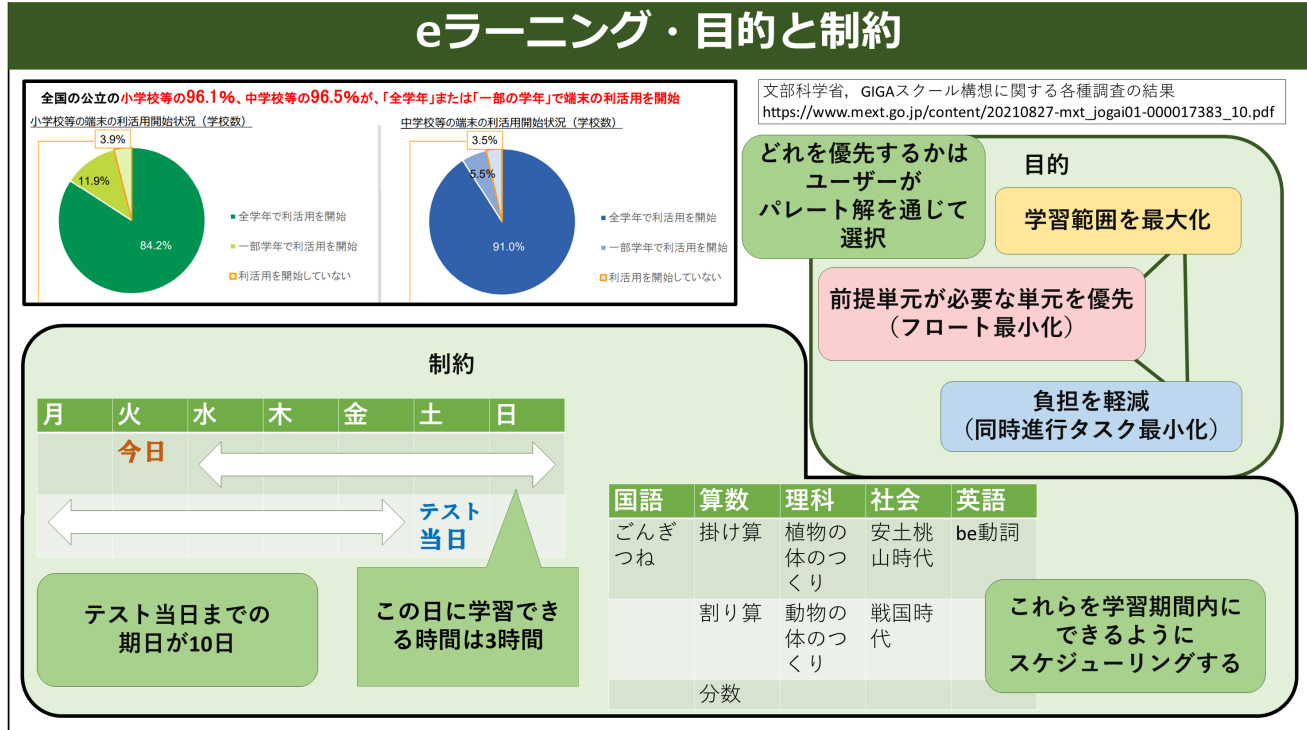 eラーニング・目的と制約
全国の公立の小学校等の96.1%、中学校等の96.5%が、「全学年」または「一部の学年」で端末の利活用を開始
小学校等の端末の利活用開始状況（学校数）
3.9%
11.9%
84.2%
全学年で利活用を開始
一部学年で利活用を開始
利活用を開始していない
中学校等の端末の利活用開始状況（学校数）
3.5%
5.5%
91.0%
全学年で利活用を開始
一部学年で利活用を開始
利活用を開始していない
文部科学省，GIGAスクール構想に関する各種調査の結果
https://www.mext.go.jp/content/20210827-mxt_jogai01-000017383_10.pdf
どれを優先するかは
ユーザーが
パレート解を通じて
選択
目的
学習範囲を最大化
前提単元が必要な単元を優先
（フロート最小化）
負担を軽減
（同時進行タスク最小化）
制約
月 火 水 木 金 土 日
今日
テスト
当日
テスト当日までの
期日が10日
この日に学習でき
る時間は3時間
国語 算数 理科 社会 英語
ごんぎ
つね
掛け算
植物の
体のつ
くり
安土桃
山時代
be動詞
割り算
動物の
体のつ
くり
戦国時
代
分数
これらを学習期間内に
できるように
スケジューリングする